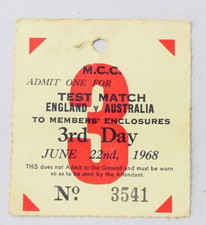 M.C.C.
ADMIT ONE FOR
TEST MATCH
ENGLAND v AUSTRALIA
TO MEMBERS' ENCLOSURES
3
3rd Day
JUNE 22nd, 1968
THIS does not Admit to the Ground and must be worn
so as to be seen by the Attendant.
No. 3541